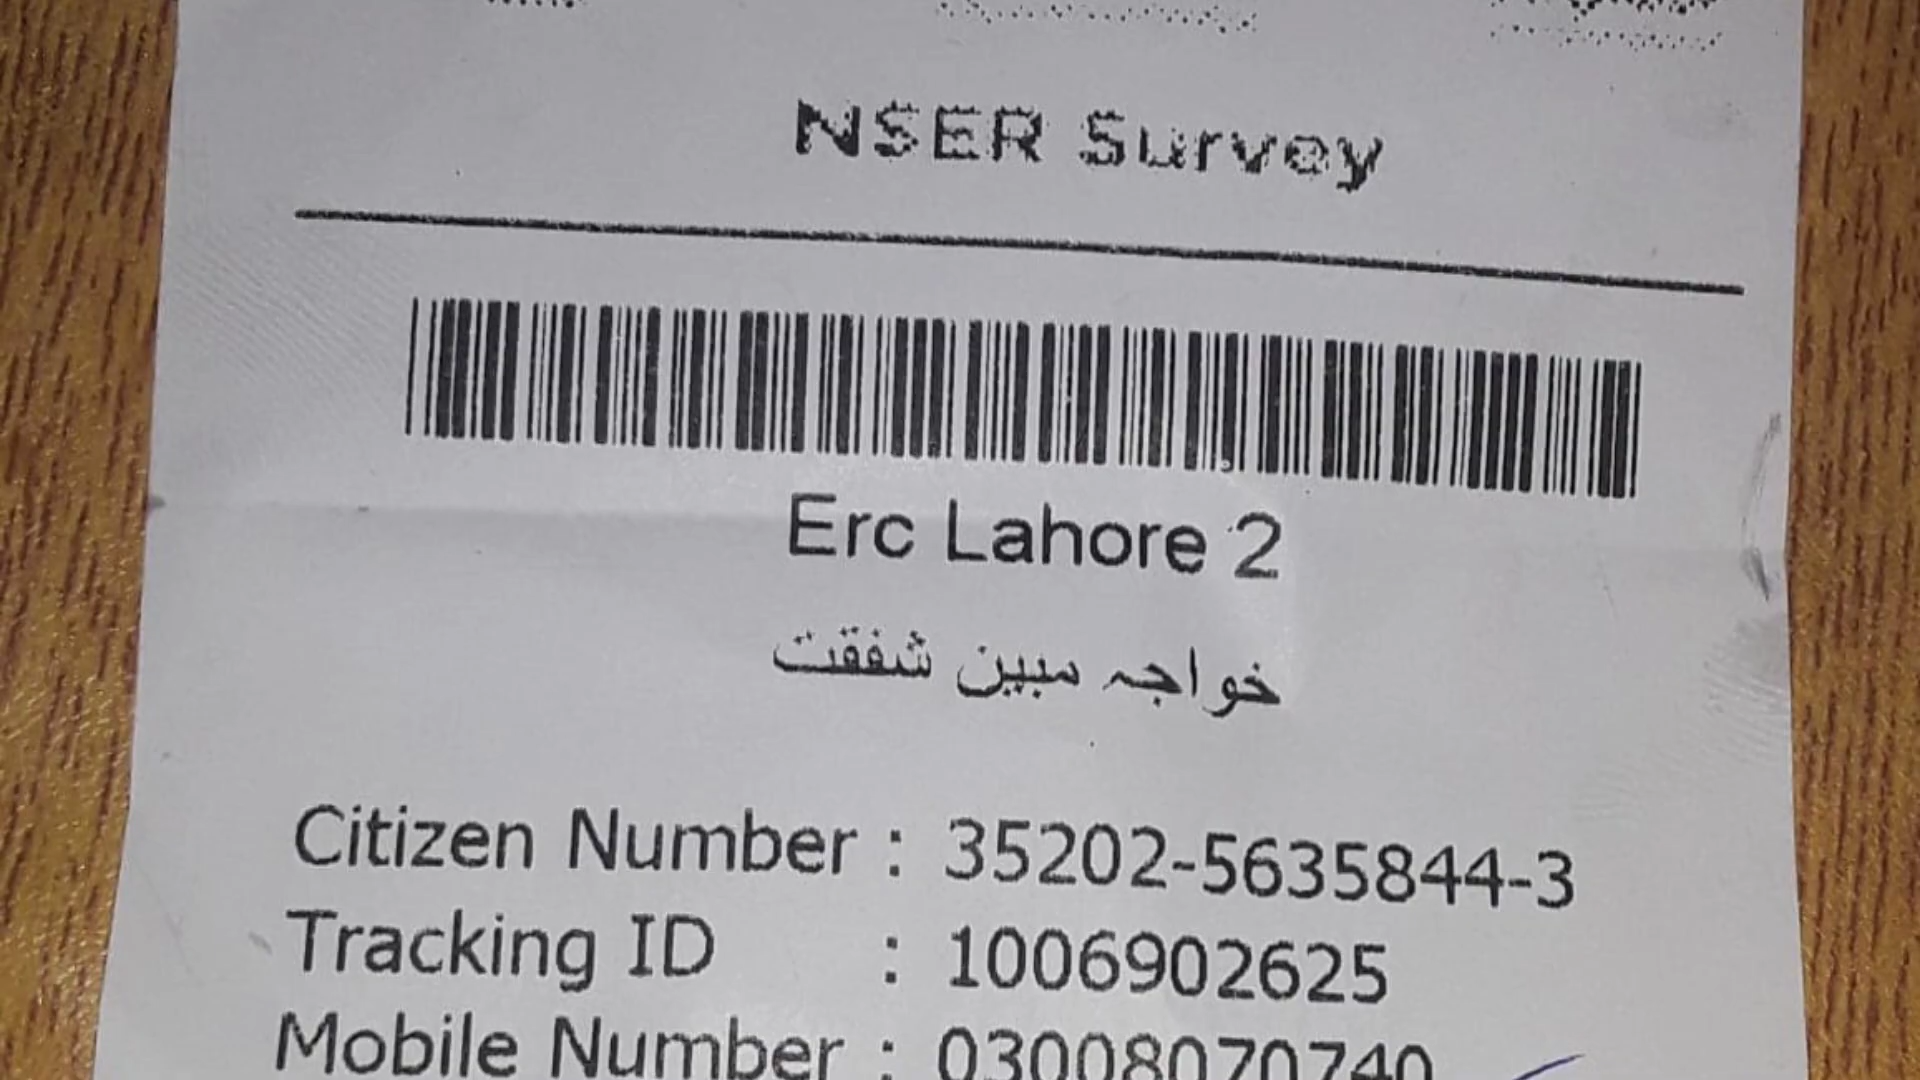 NSER Survey
Erc Lahore 2
خواجہ مبین شفقت
Citizen Number : 35202-5635844-3
Tracking ID : 1006902625
Mobile Number : 03008070740